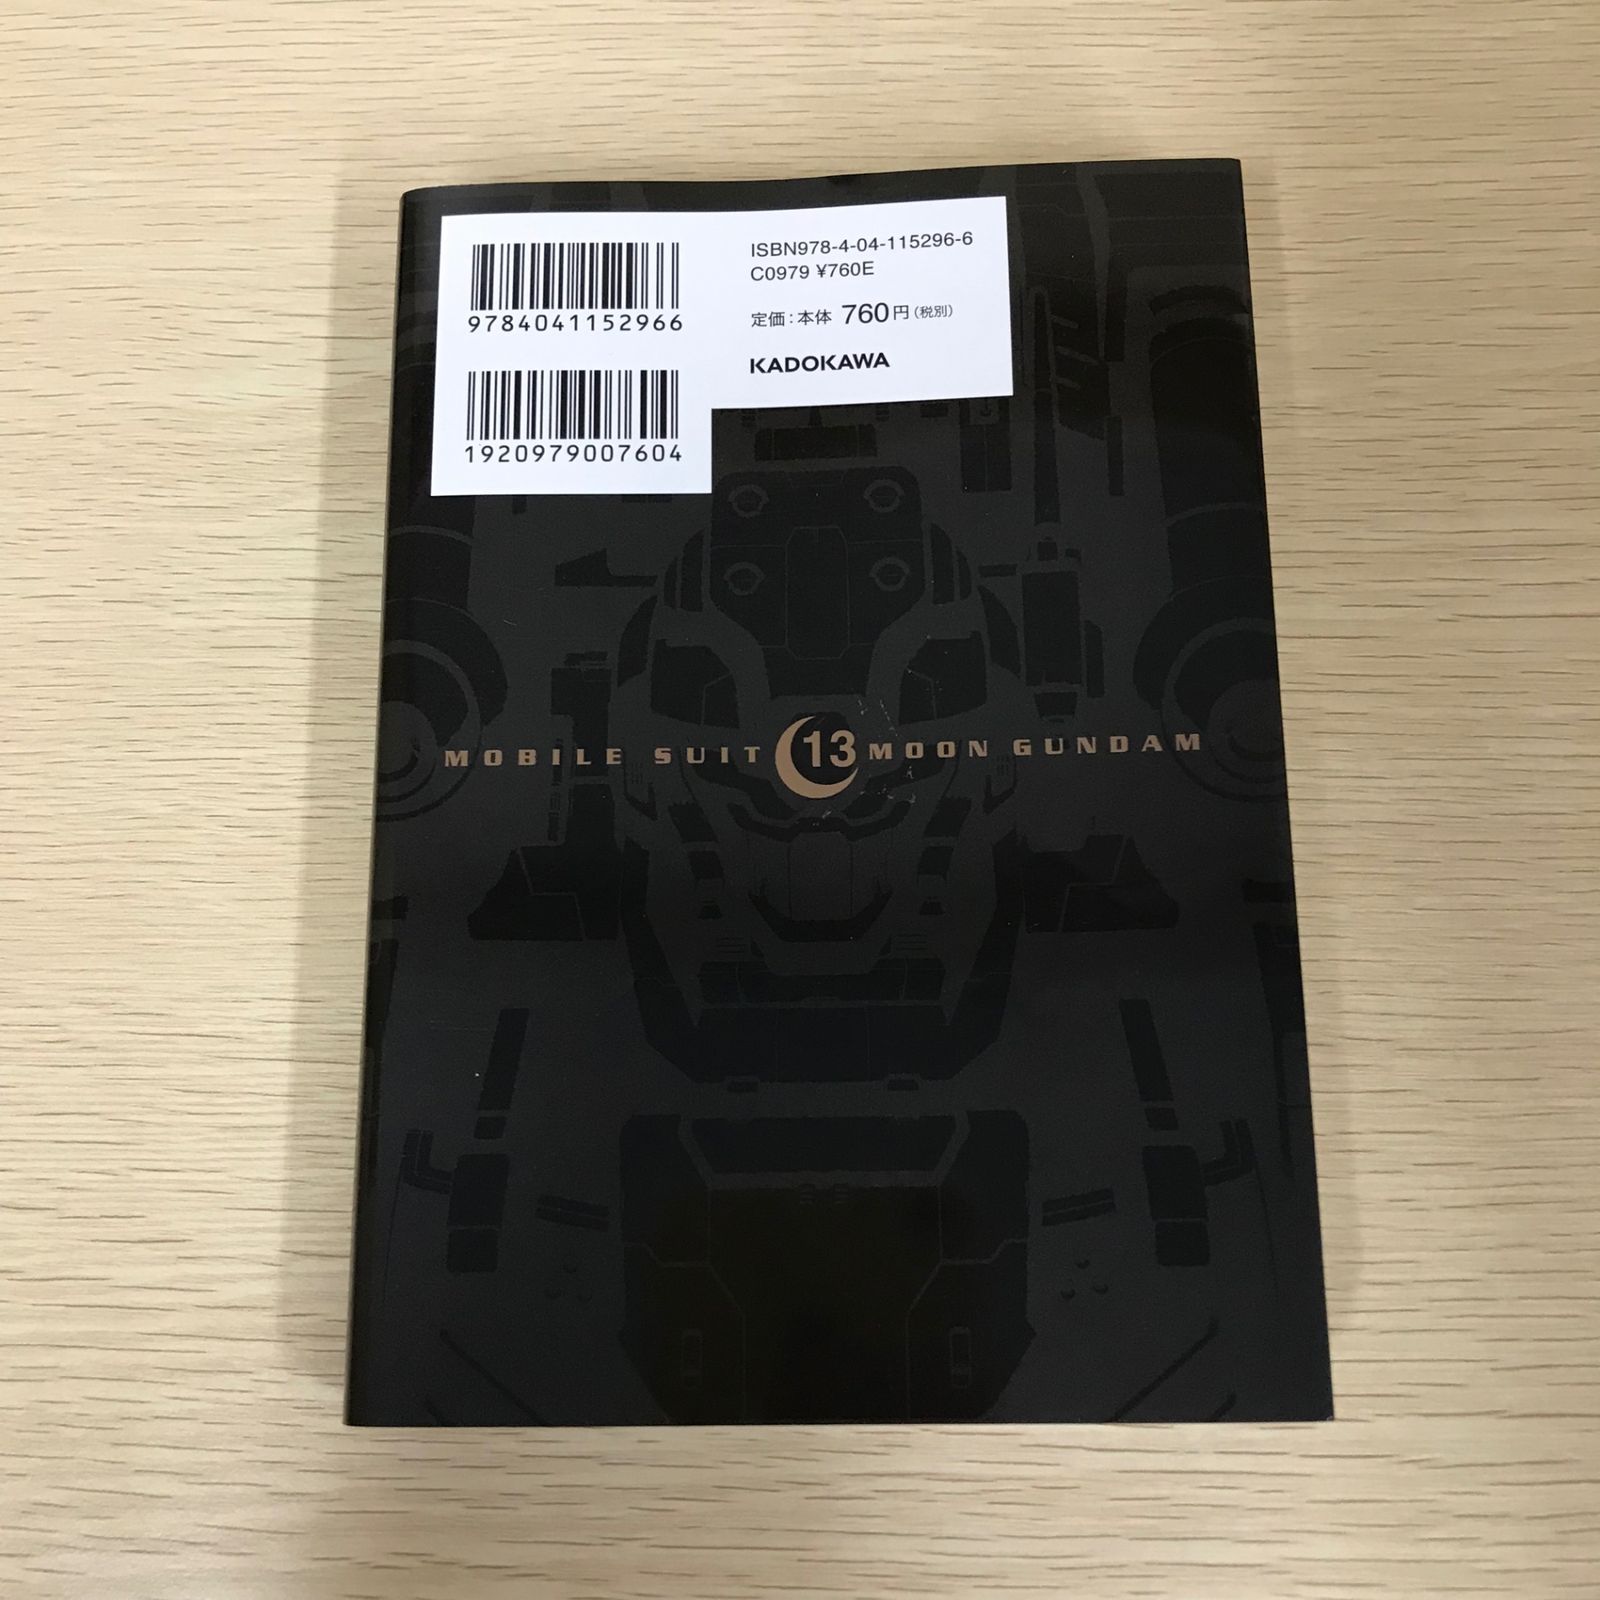 9784041152966
1920979007604
ISBN978-4-04-115296-6
C0979 ¥760E
定価：本体 760円（税別）
KADOKAWA
MOBILE SUIT 13 MOON GUNDAM